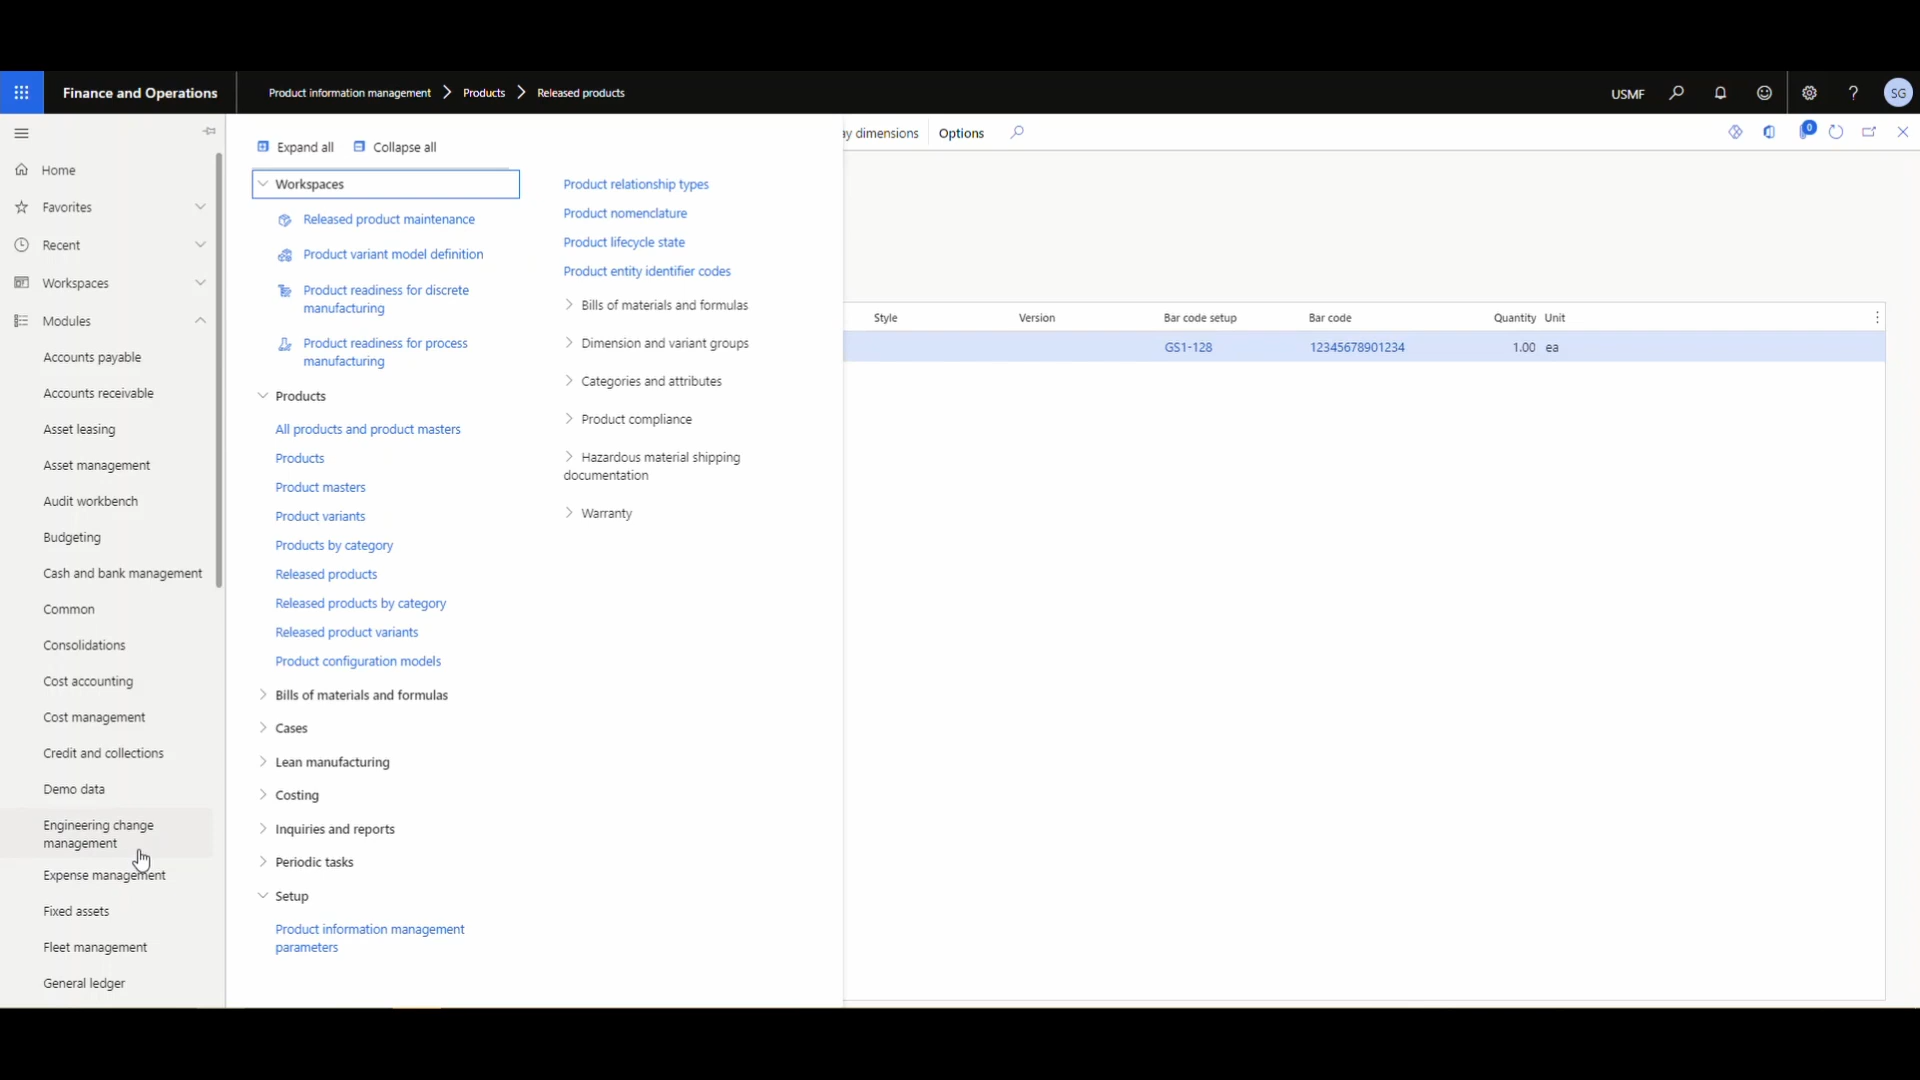 Finance and Operations
Product information management
Products
Released products
USMF
SG
Expand all
Collapse all
ay dimensions
Options
0
Home
Favorites
Recent
Workspaces
Modules
Accounts payable
Accounts receivable
Asset leasing
Asset management
Audit workbench
Budgeting
Cash and bank management
Common
Consolidations
Cost accounting
Cost management
Credit and collections
Demo data
Engineering change
management
Expense management
Fixed assets
Fleet management
General ledger
Workspaces
Released product maintenance
Product variant model definition
Product readiness for discrete
manufacturing
Product readiness for process
manufacturing
Products
All products and product masters
Products
Product masters
Product variants
Products by category
Released products
Released products by category
Released product variants
Product configuration models
Bills of materials and formulas
Cases
Lean manufacturing
Costing
Inquiries and reports
Periodic tasks
Setup
Product information management
parameters
Product relationship types
Product nomenclature
Product lifecycle state
Product entity identifier codes
Bills of materials and formulas
Dimension and variant groups
Categories and attributes
Product compliance
Hazardous material shipping
documentation
Warranty
Style Version Bar code setup Bar code Quantity Unit
GS1-128 12345678901234 1.00 ea